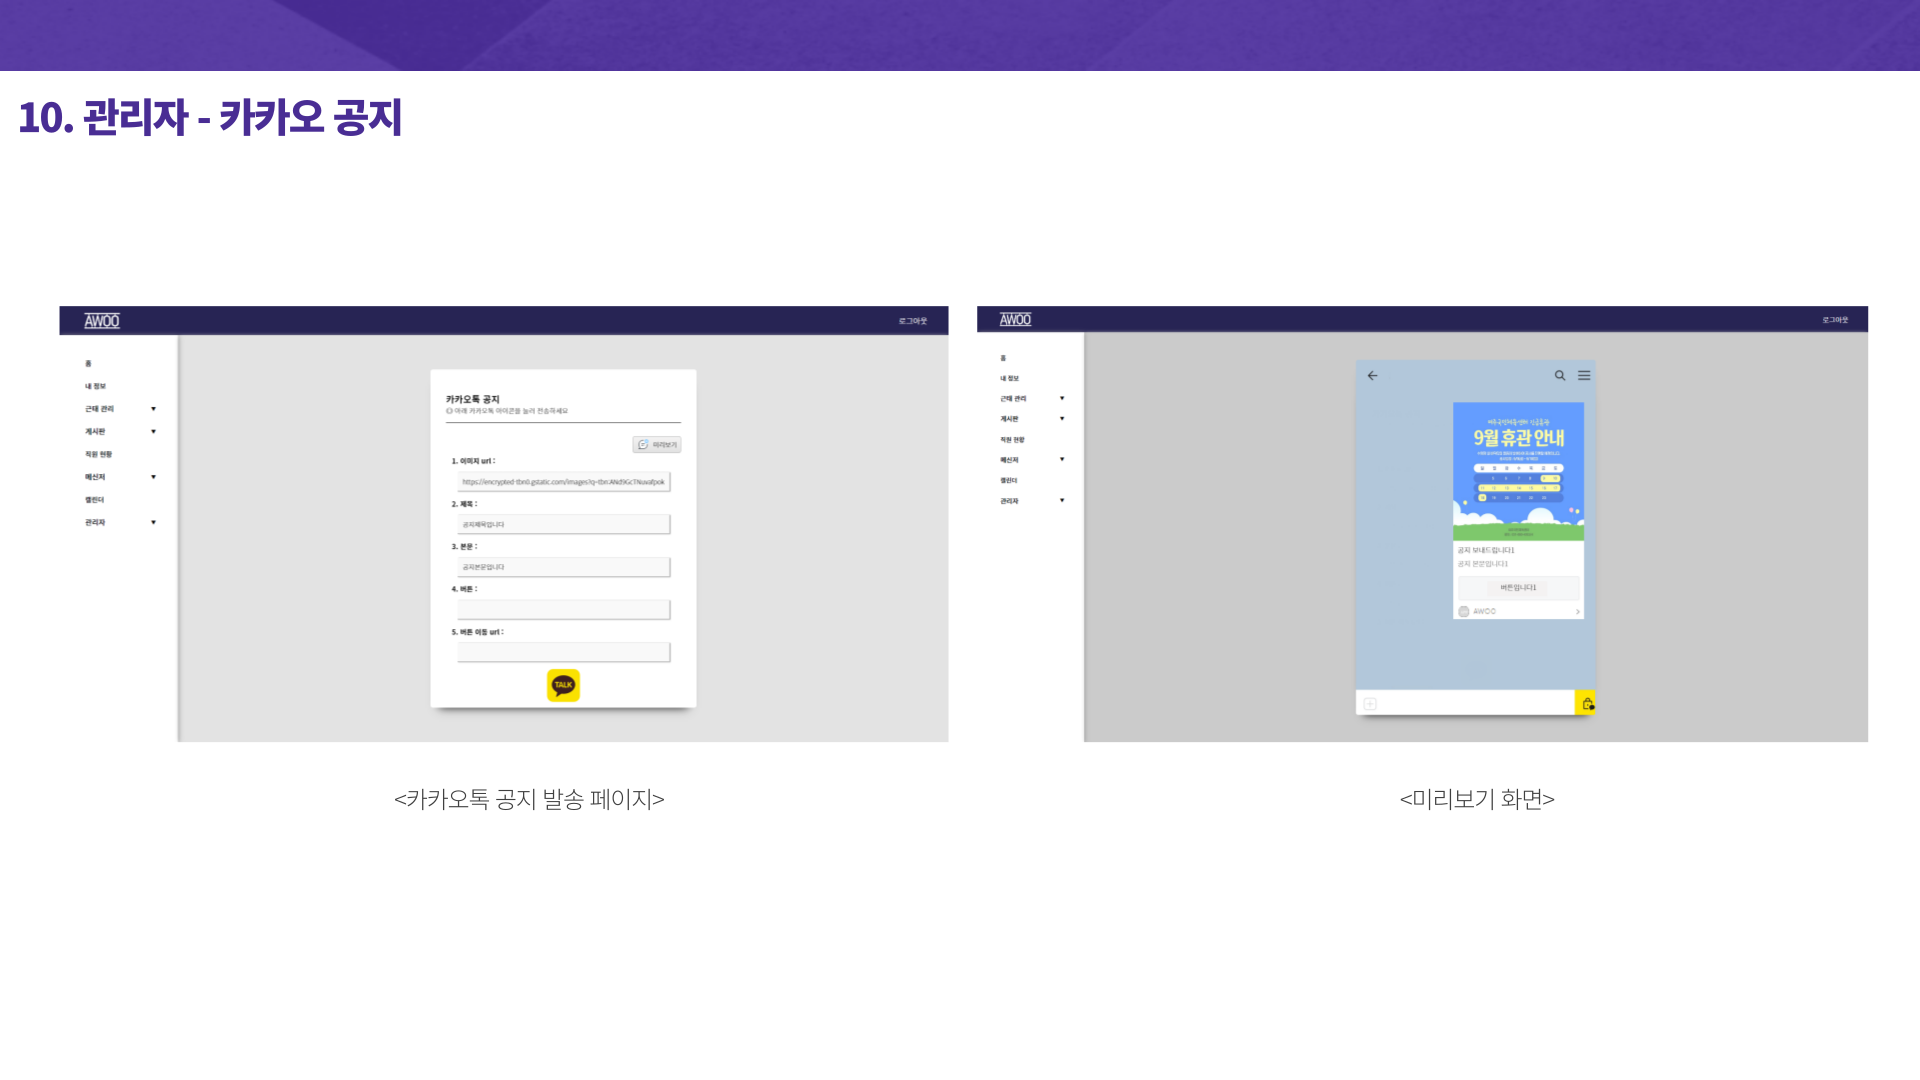 10. 관리자 - 카카오 공지
AWOO
로그아웃
홈
내 정보
근태 관리 ▼
게시판 ▼
직원 현황
메신저 ▼
캘린더
관리자 ▼
카카오톡 공지
아래 카카오톡 아이콘을 눌러 전송하세요
미리보기
1. 이미지 url :
2. 제목 :
공지제목입니다
3. 본문 :
공지본문입니다
4. 버튼 :
5. 버튼 이동 url :
TALK
<카카오톡 공지 발송 페이지>
AWOO
로그아웃
홈
내 정보
근태 관리 ▼
게시판 ▼
직원 현황
메신저 ▼
캘린더
관리자 ▼
9월 휴관 안내
공지 보내드립니다1
공지 본문입니다1
버튼입니다1
AWOO
<미리보기 화면>